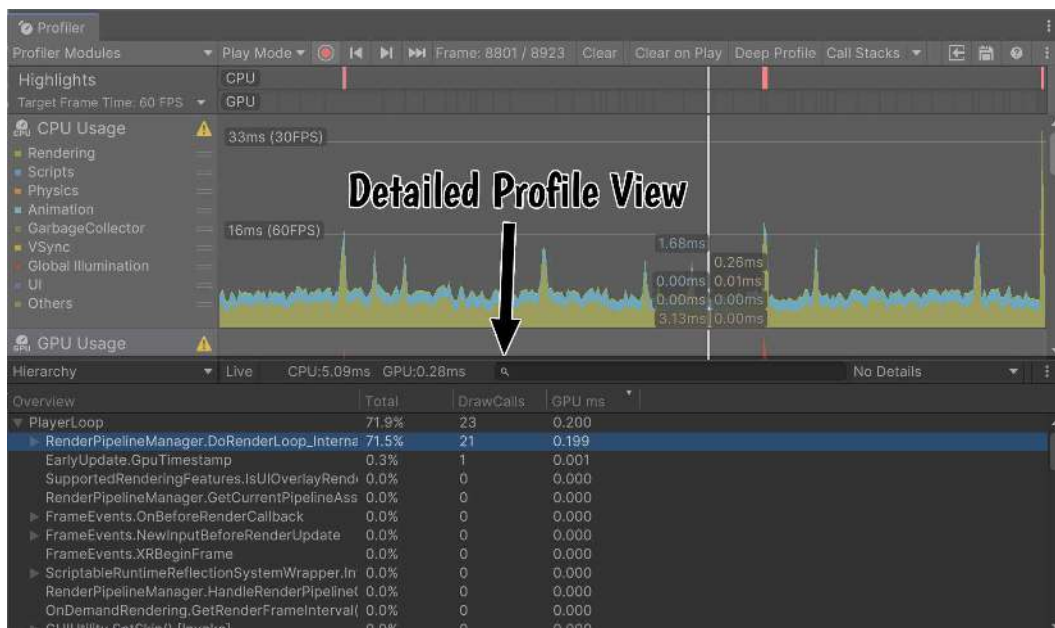 Profiler
Profiler Modules Play Mode Frame: 8801 / 8923 Clear Clear on Play Deep Profile Call Stacks
Highlights CPU
Target Frame Time: 60 FPS GPU
CPU Usage
33ms (30FPS)
Rendering
Scripts
Physics
Animation
GarbageCollector
VSync
Global Illumination
UI
Others
Detailed Profile View
16ms (60FPS)
1.68ms
0.26ms
0.00ms 0.01ms
0.00ms 0.00ms
3.13ms 0.00ms
GPU Usage
Hierarchy Live CPU:5.09ms GPU:0.28ms No Details
Overview Total DrawCalls GPU ms
PlayerLoop 71.9% 23 0.200
RenderPipelineManager.DoRenderLoop_Interna 71.5% 21 0.199
EarlyUpdate.GpuTimestamp 0.3% 1 0.001
SupportedRenderingFeatures.IsUIOverlayRend 0.0% 0 0.000
RenderPipelineManager.GetCurrentPipelineAss 0.0% 0 0.000
FrameEvents.OnBeforeRenderCallback 0.0% 0 0.000
FrameEvents.NewInputBeforeRenderUpdate 0.0% 0 0.000
FrameEvents.XRBeginFrame 0.0% 0 0.000
ScriptableRuntimeReflectionSystemWrapper.In 0.0% 0 0.000
RenderPipelineManager.HandleRenderPipeline( 0.0% 0 0.000
OnDemandRendering.GetRenderFrameInterval( 0.0% 0 0.000